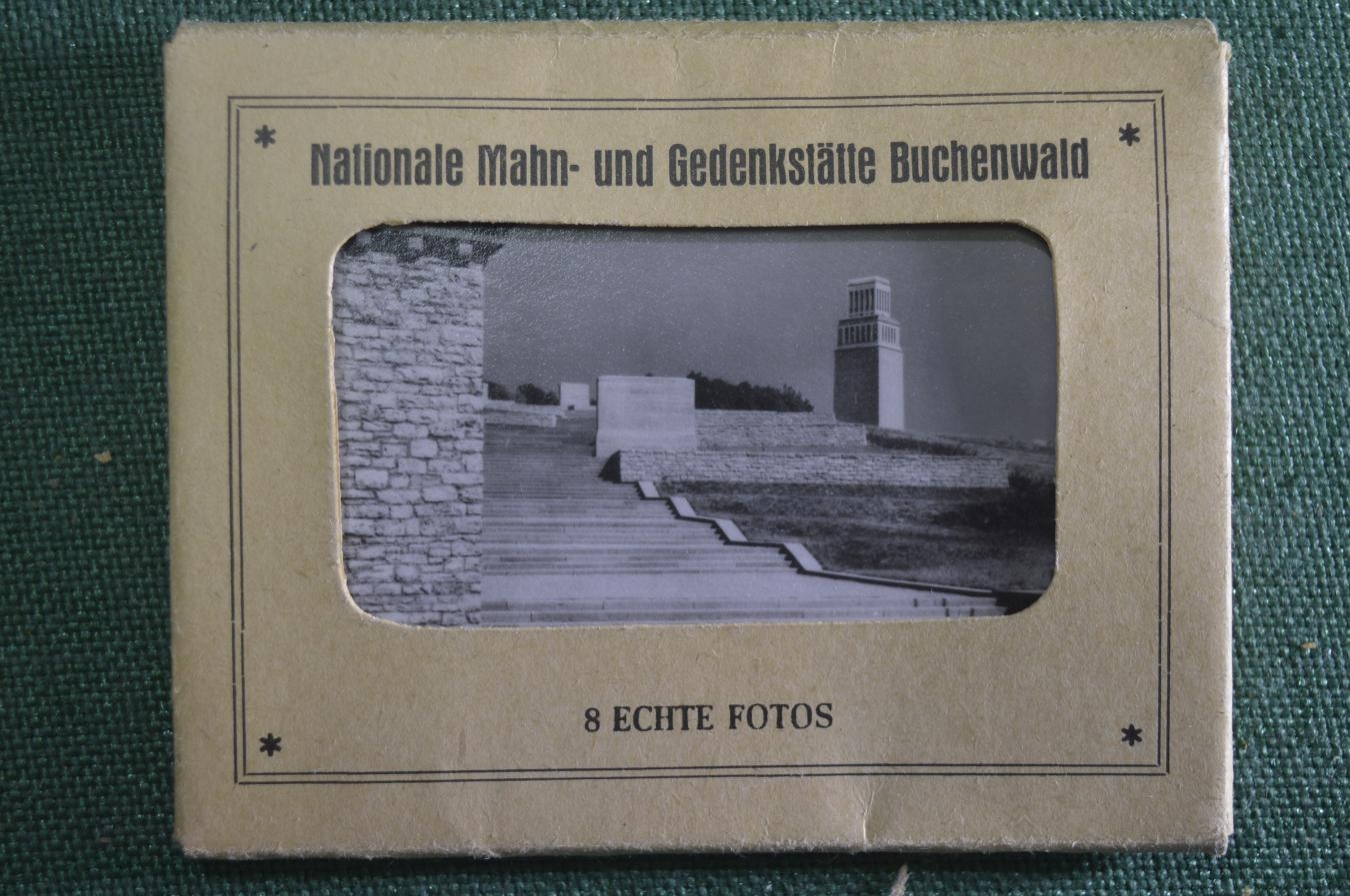 Nationale Mahn- und Gedenkstätte Buchenwald
8 ECHTE FOTOS